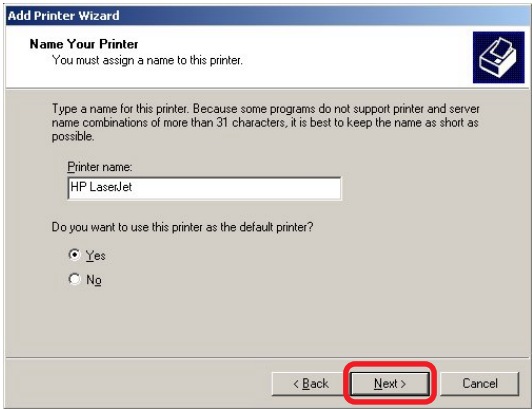 Add Printer Wizard
Name Your Printer
You must assign a name to this printer.
Type a name for this printer. Because some programs do not support printer and server
name combinations of more than 31 characters, it is best to keep the name as short as
possible.
Printer name:
HP LaserJet
Do you want to use this printer as the default printer?
Yes
No
< Back
Next >
Cancel